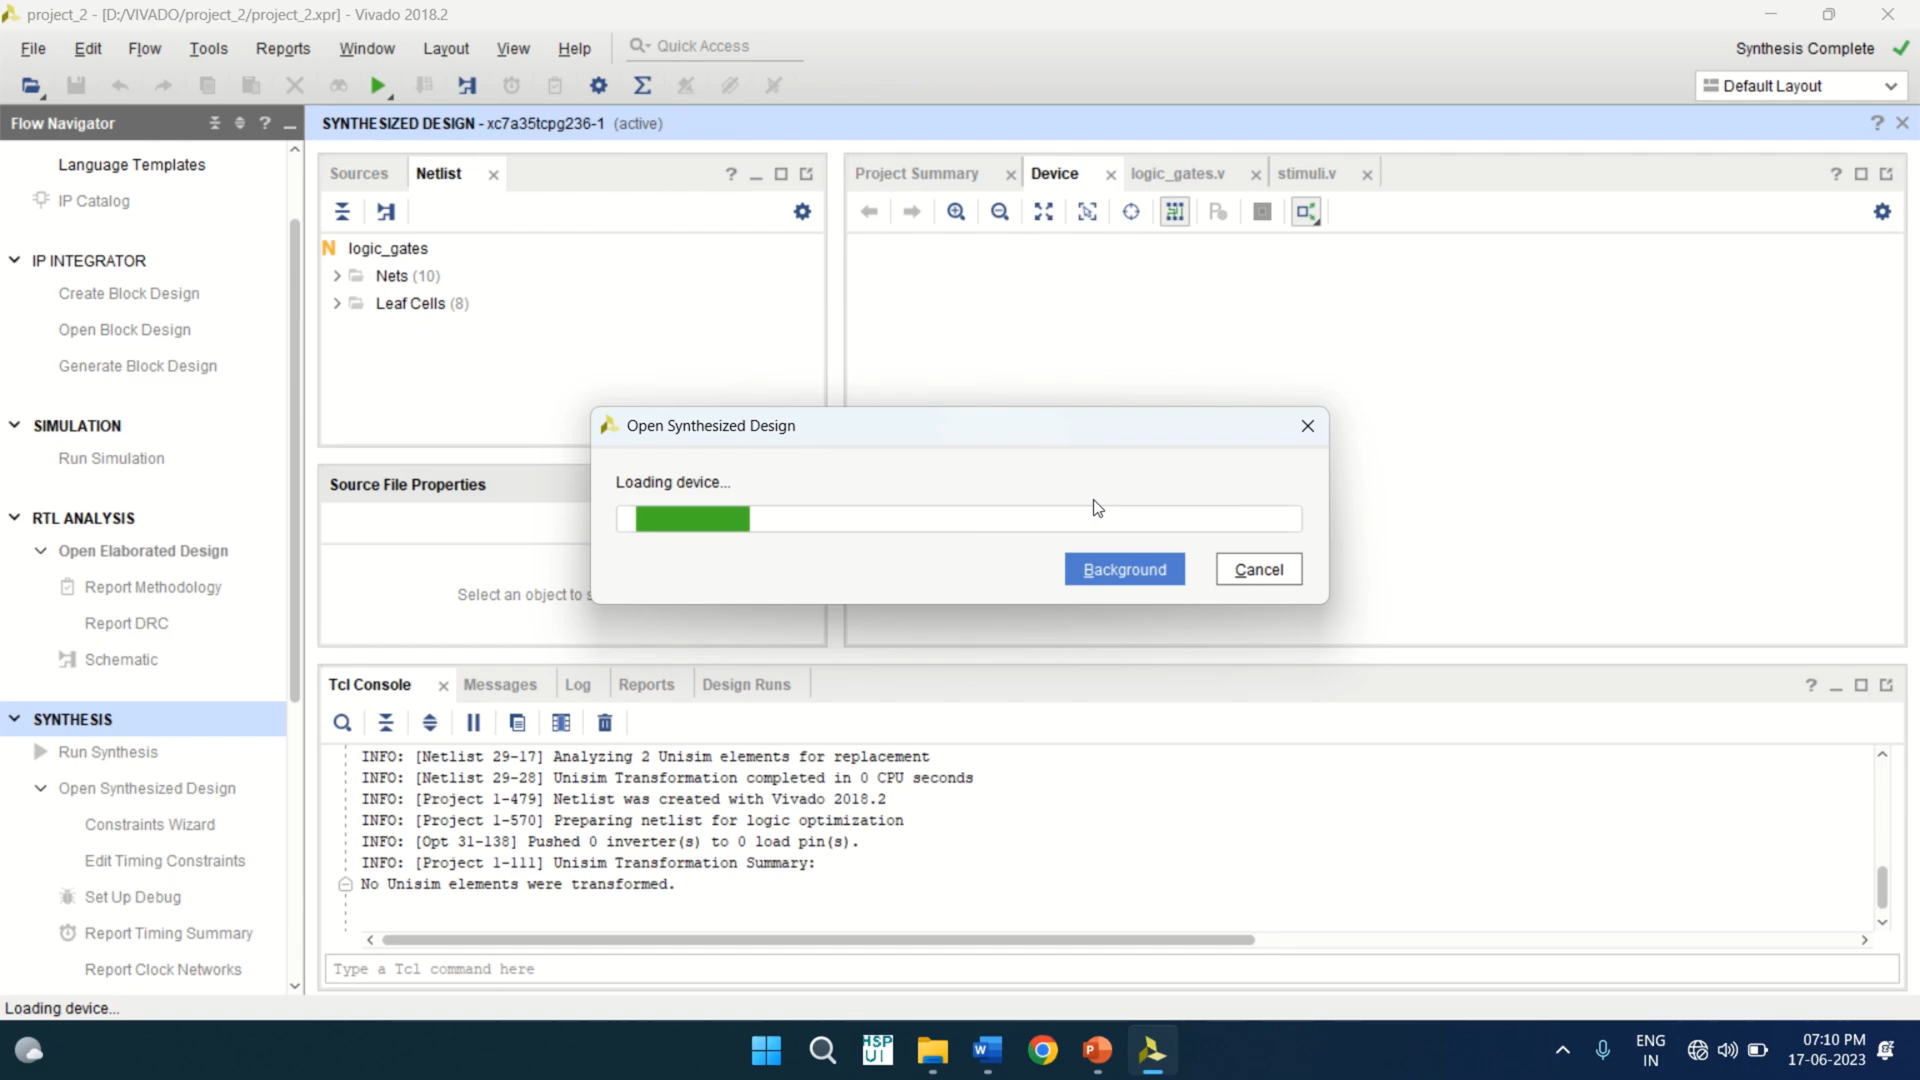 project_2 - [D:/VIVADO/project_2/project_2.xpr] - Vivado 2018.2
File Edit Flow Tools Reports Window Layout View Help Quick Access
Synthesis Complete
Default Layout
Flow Navigator
SYNTHESIZED DESIGN - xc7a35tcpg236-1 (active)
Language Templates
IP Catalog
IP INTEGRATOR
Create Block Design
Open Block Design
Generate Block Design
SIMULATION
Run Simulation
RTL ANALYSIS
Open Elaborated Design
Report Methodology
Report DRC
Schematic
SYNTHESIS
Run Synthesis
Open Synthesized Design
Constraints Wizard
Edit Timing Constraints
Set Up Debug
Report Timing Summary
Report Clock Networks
Sources Netlist
N logic_gates
Nets (10)
Leaf Cells (8)
Source File Properties
Select an object to s
Project Summary Device logic_gates.v stimuli.v
Open Synthesized Design
Loading device...
Background Cancel
Tcl Console Messages Log Reports Design Runs
INFO: [Netlist 29-17] Analyzing 2 Unisim elements for replacement
INFO: [Netlist 29-28] Unisim Transformation completed in 0 CPU seconds
INFO: [Project 1-479] Netlist was created with Vivado 2018.2
INFO: [Project 1-570] Preparing netlist for logic optimization
INFO: [Opt 31-138] Pushed 0 inverter(s) to 0 load pin(s).
INFO: [Project 1-111] Unisim Transformation Summary:
No Unisim elements were transformed.
Type a Tcl command here
Loading device...
HSP
UI
W
P
ENG
IN
07:10 PM
17-06-2023